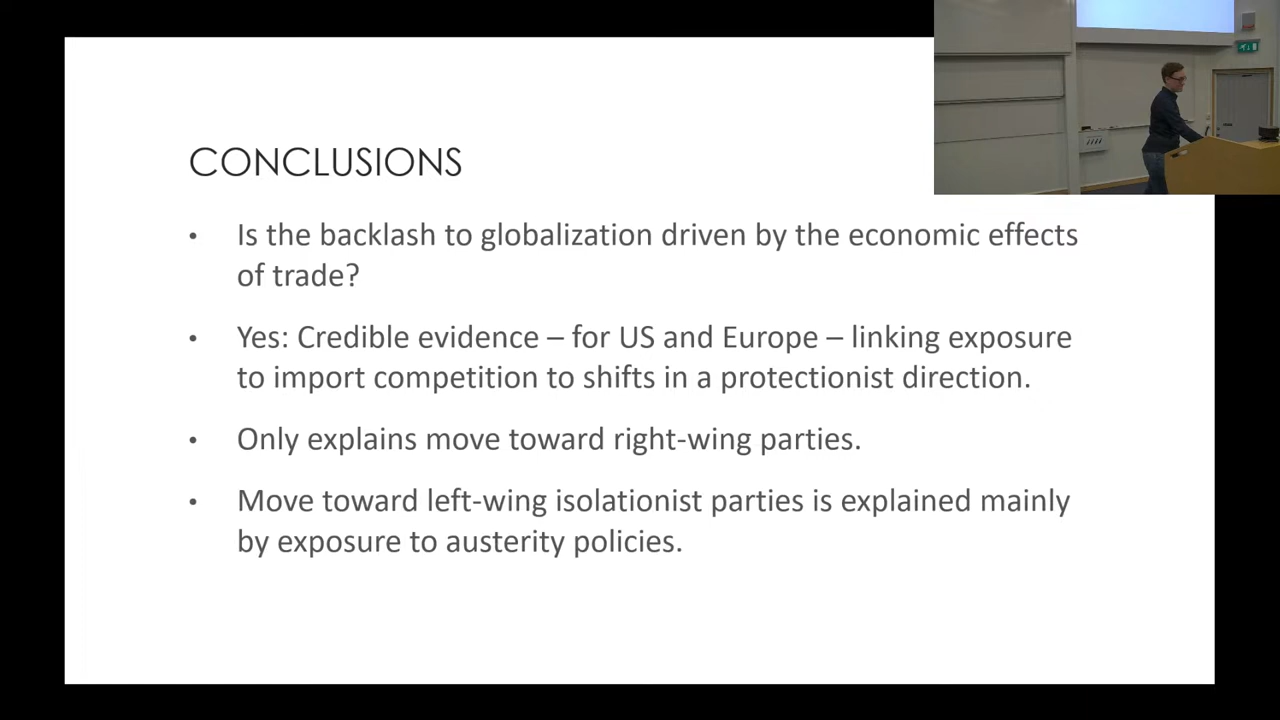 CONCLUSIONS
• Is the backlash to globalization driven by the economic effects
of trade?
• Yes: Credible evidence – for US and Europe – linking exposure
to import competition to shifts in a protectionist direction.
• Only explains move toward right-wing parties.
• Move toward left-wing isolationist parties is explained mainly
by exposure to austerity policies.